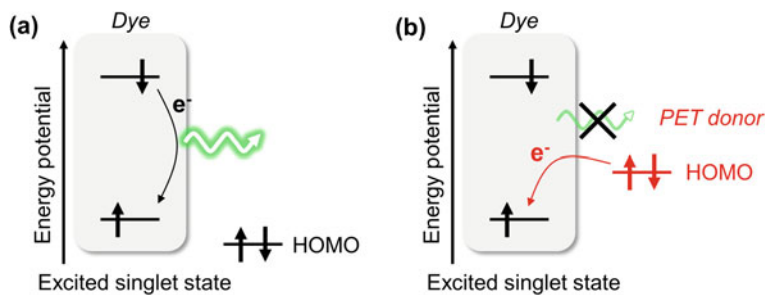 (a)
Dye
Energy potential
e-
HOMO
Excited singlet state
(b)
Dye
Energy potential
PET donor
e-
HOMO
Excited singlet state